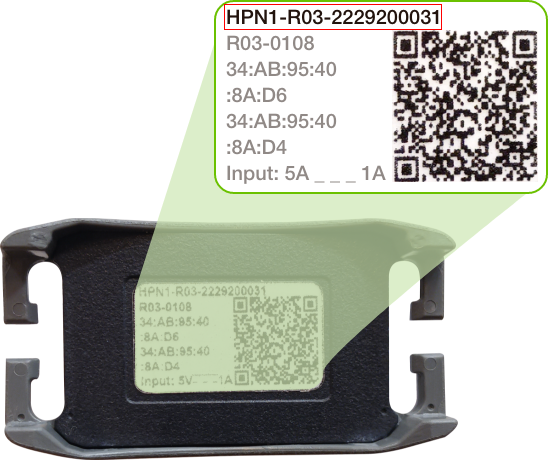 HPN1-R03-2229200031
R03-0108
34:AB:95:40
:8A:D6
34:AB:95:40
:8A:D4
Input: 5A _ _ _ 1A
HPN1-R03-2229200031
R03-0108
34:AB:95:40
:8A:D6
34:AB:95:40
:8A:D4
Input: 5V_ _ _1A